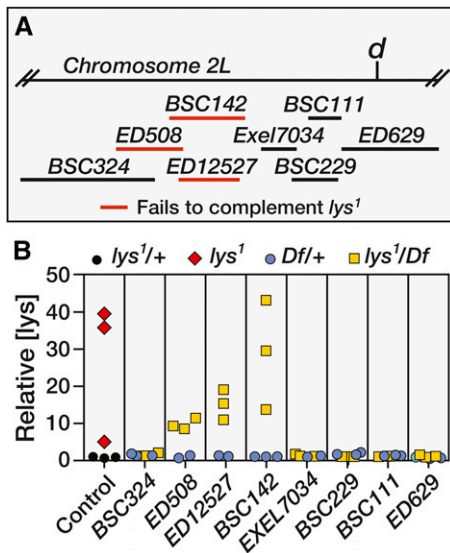 A
d
Chromosome 2L
BSC142 BSC111
ED508 Exel7034 ED629
BSC324 ED12527 BSC229
Fails to complement lys¹
B
lys¹/+ lys¹ Df/+ lys¹/Df
Relative [lys]
50
40
30
20
10
0
Control BSC324 ED508 ED12527 BSC142 EXEL7034 BSC229 BSC111 ED629